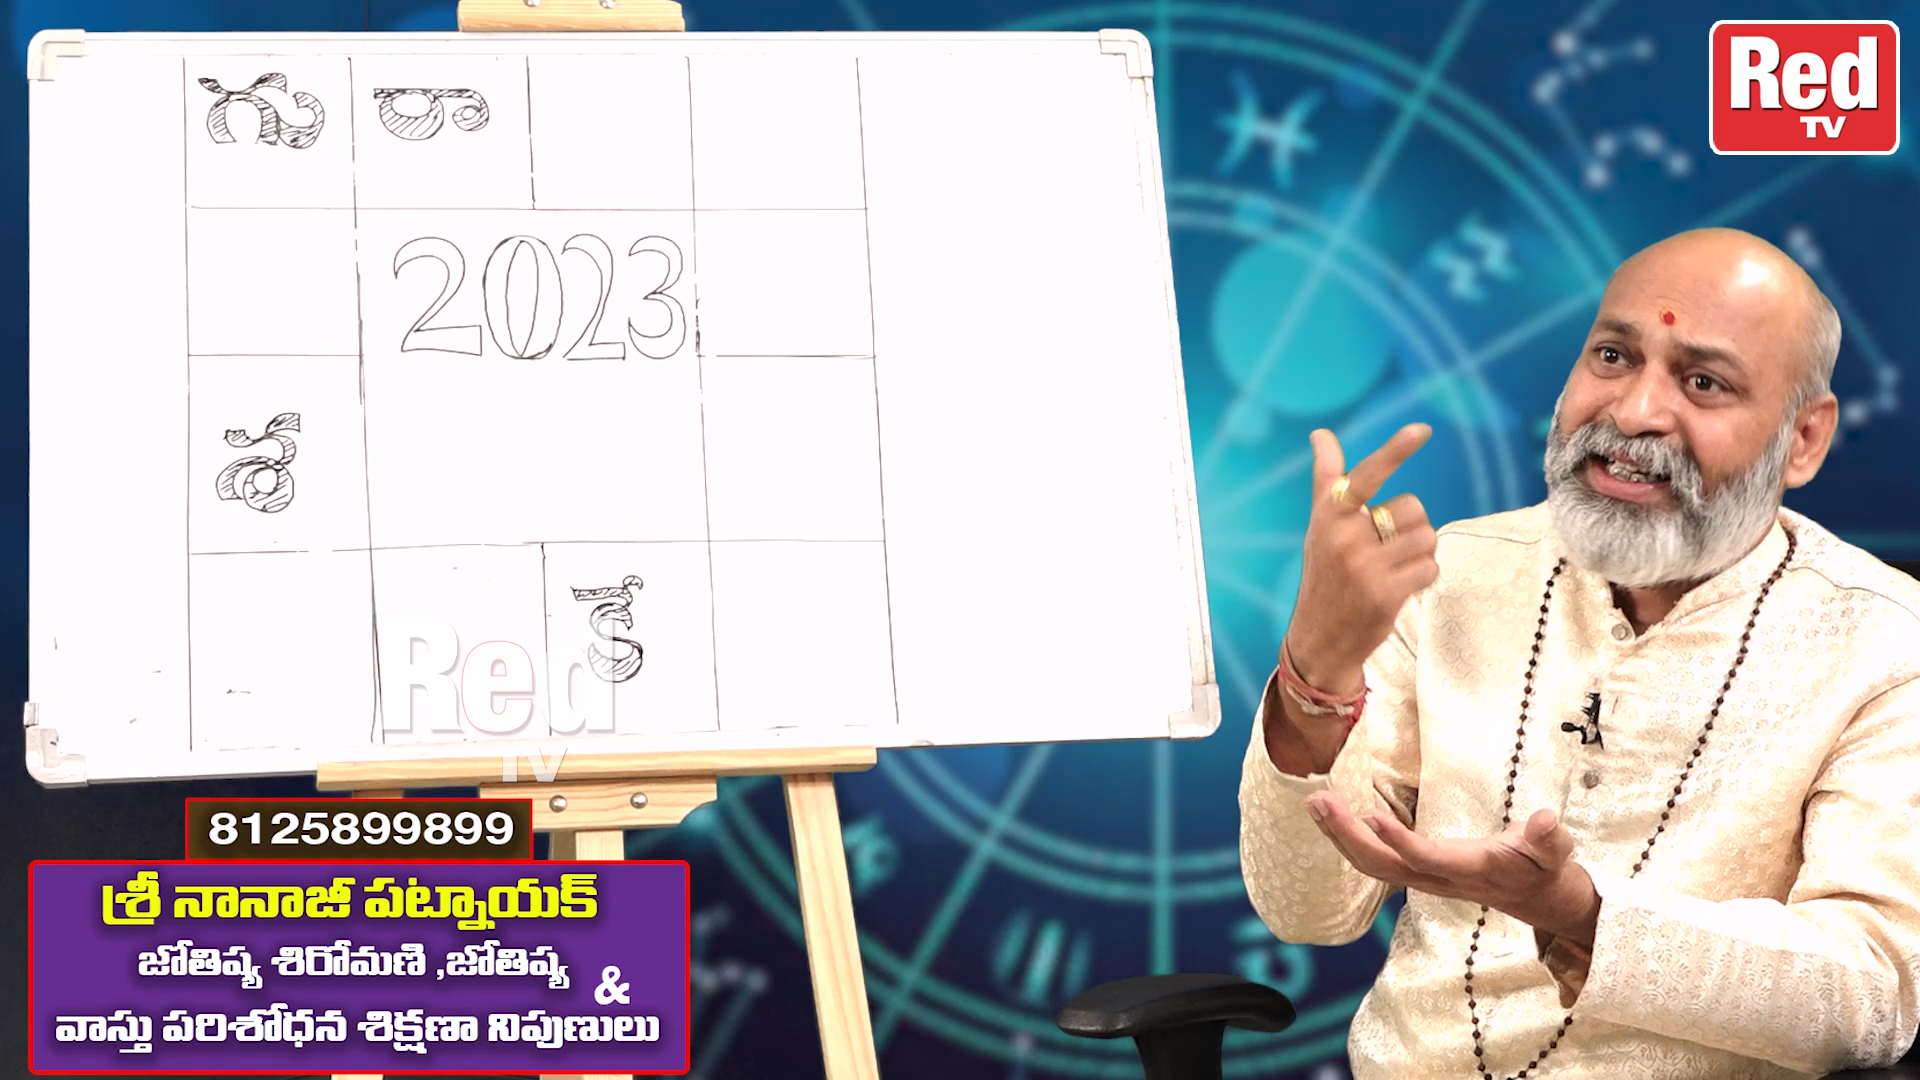 Red
TV
గు రా
2023
శ
కే
Red
TV
8125899899
శ్రీ నానాజీ పట్నాయక్
జ్యోతిష్య శిరోమణి ,జ్యోతిష్య &
వాస్తు పరిశోధన శిక్షణా నిపుణులు